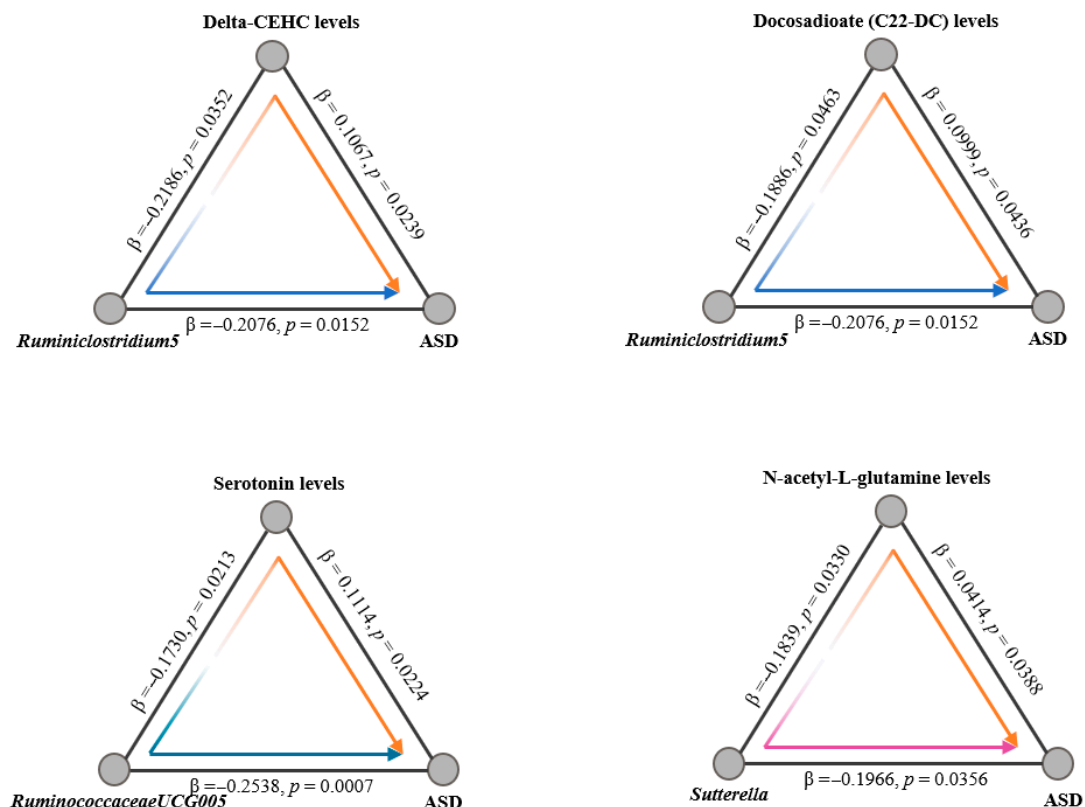 Delta-CEHC levels
β = –0.2186, p = 0.0352
β = 0.1067, p = 0.0239
β =–0.2076, p = 0.0152
Ruminiclostridium5
ASD
Docosadioate (C22-DC) levels
β = –0.1886, p = 0.0463
β = 0.0999, p = 0.0436
β =–0.2076, p = 0.0152
Ruminiclostridium5
ASD
Serotonin levels
β =–0.1730, p = 0.0213
β = 0.1114, p = 0.0224
β =–0.2538, p = 0.0007
RuminococcaceaeUCG005
ASD
N-acetyl-L-glutamine levels
β = –0.1839, p = 0.0330
β = 0.0414, p = 0.0388
β =–0.1966, p = 0.0356
Sutterella
ASD